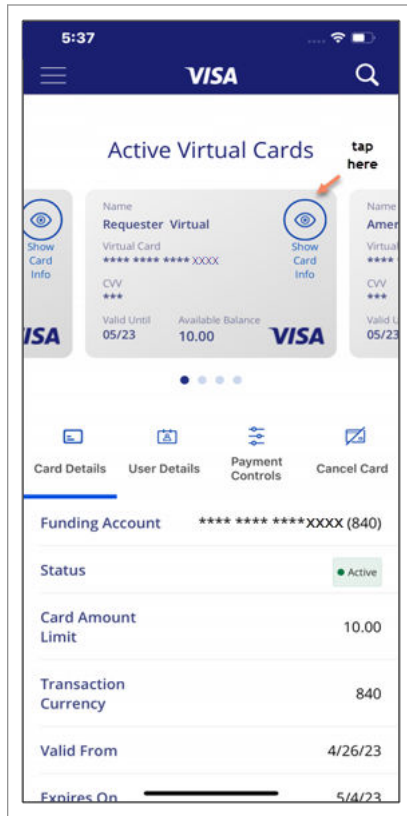 5:37
VISA
Active Virtual Cards
tap
here
Show
Card
Info
ISA
Name
Requester Virtual
Virtual Card
**** **** **** XXXX
CVV
***
Valid Until
05/23
Available Balance
10.00
Show
Card
Info
VISA
Name
Amer
Virtual
****
CVV
***
Valid U
05/23
Card Details
User Details
Payment
Controls
Cancel Card
Funding Account **** **** ****XXXX (840)
Status Active
Card Amount
Limit 10.00
Transaction
Currency 840
Valid From 4/26/23
Expires On 5/4/23